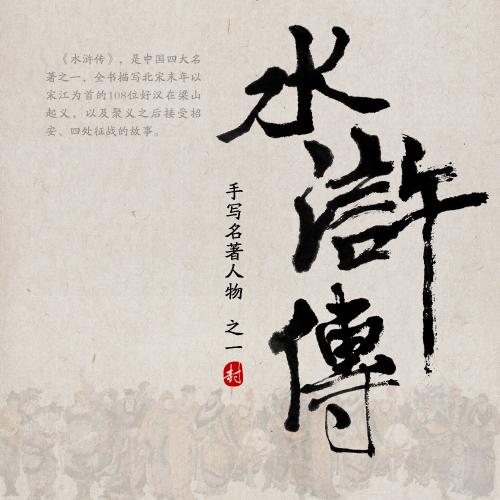 《水浒传》，是中国四大名
著之一，全书描写北宋末年以
宋江为首的108位好汉在梁山
起义，以及聚义之后接受招
安、四处征战的故事。
水滸傳
手写名著人物 之一
封